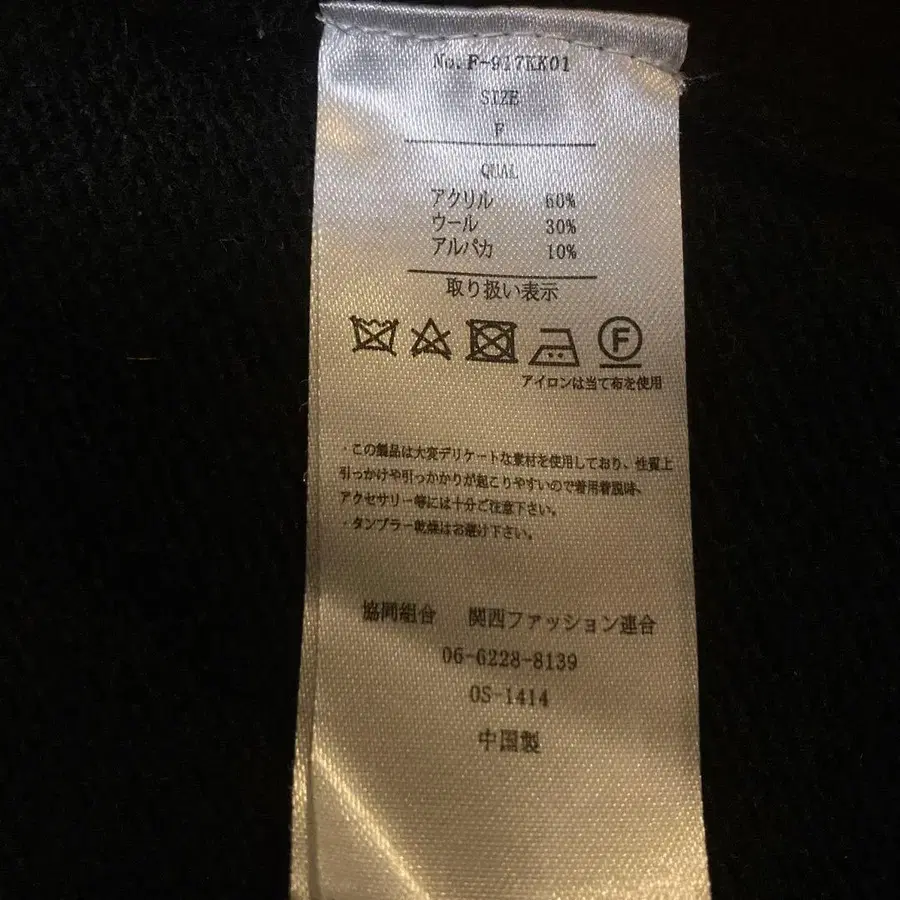 No. F-917KK01
SIZE
F
QUAL
アクリル 60%
ウール 30%
アルパカ 10%
取り扱い表示
F
アイロンは当て布を使用
・この製品は大変デリケートな素材を使用しており、性質上
引っかけや引っかかりが起こりやすいので着用着脱時、
アクセサリー等には十分ご注意下さい。
・タンブラー乾燥はお避け下さい。
協同組合 関西ファッション連合
06-6228-8139
OS-1414
中国製